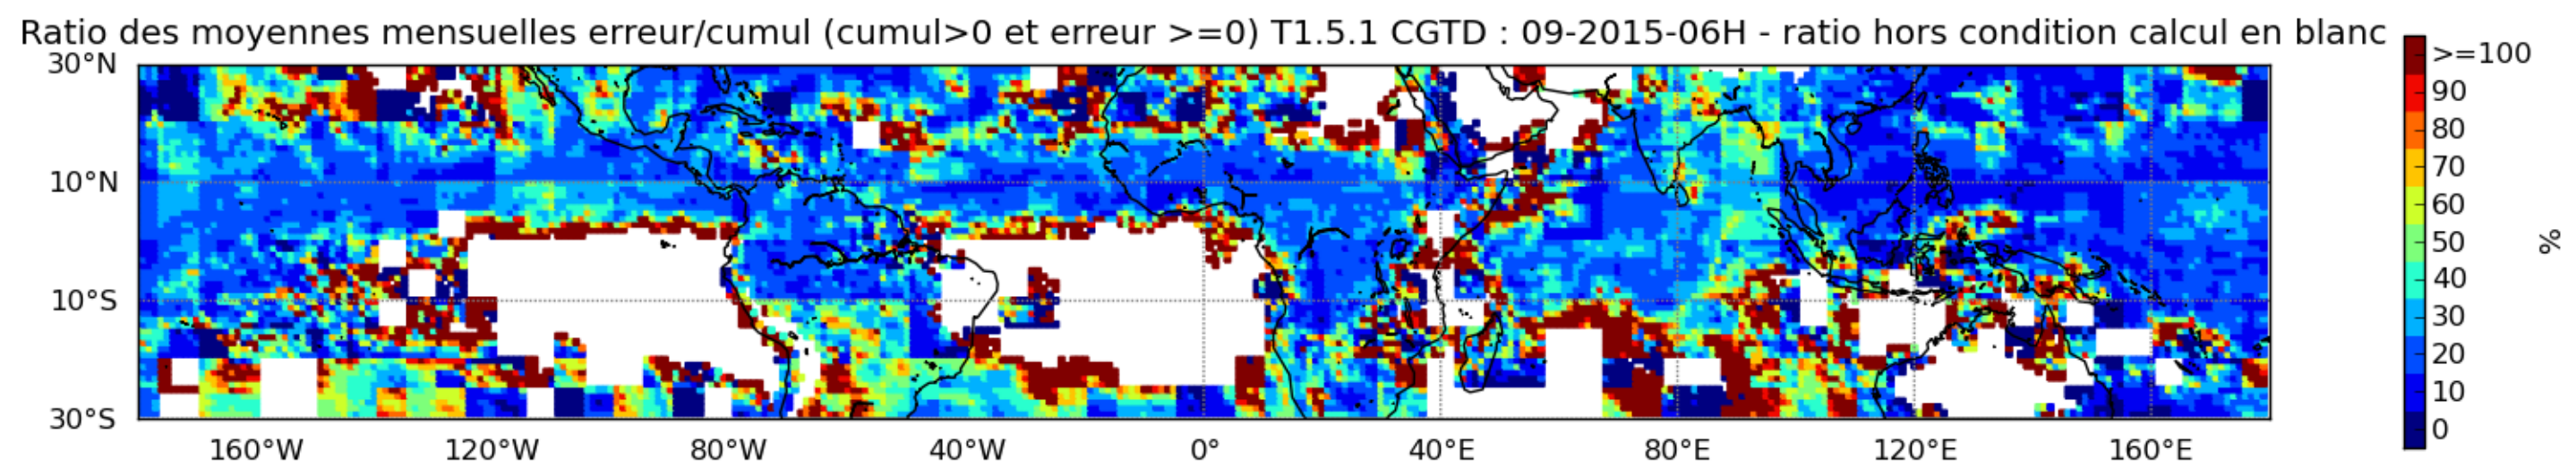 Ratio des moyennes mensuelles erreur/cumul (cumul>0 et erreur >=0) T1.5.1 CGTD : 09-2015-06H - ratio hors condition calcul en blanc
30°N
10°N
10°S
30°S
160°W 120°W 80°W 40°W 0° 40°E 80°E 120°E 160°E
>=100
90
80
70
60
50
40
30
20
10
0
%